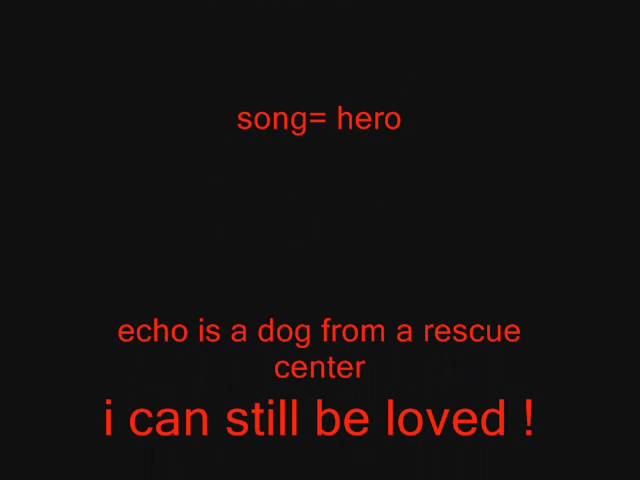 song= hero
echo is a dog from a rescue
center
i can still be loved !